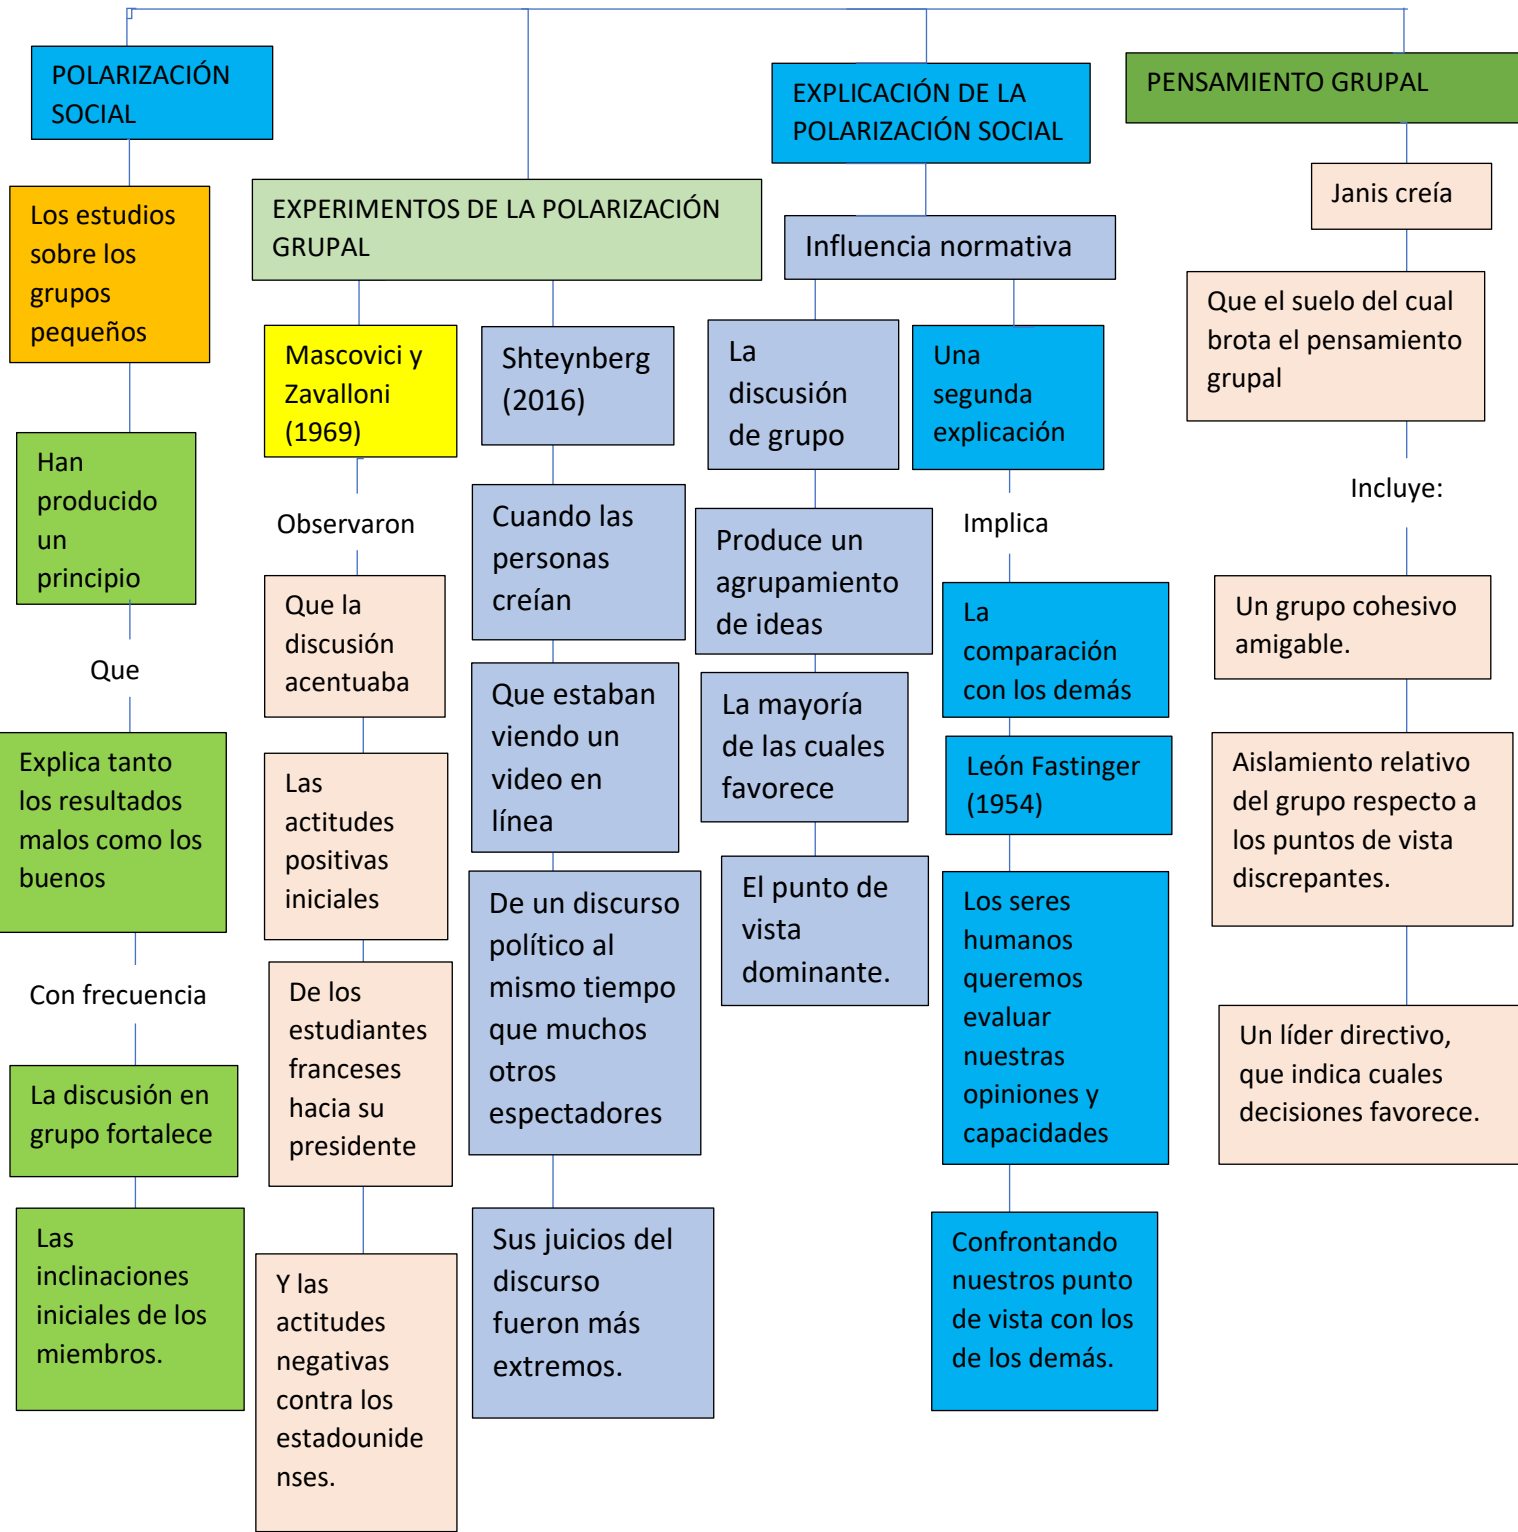 POLARIZACIÓN
SOCIAL
Los estudios
sobre los
grupos
pequeños
Han
producido
un
principio
Que
Explica tanto
los resultados
malos como los
buenos
Con frecuencia
La discusión en
grupo fortalece
Las
inclinaciones
iniciales de los
miembros.
EXPERIMENTOS DE LA POLARIZACIÓN
GRUPAL
Mascovici y
Zavalloni
(1969)
Observaron
Que la
discusión
acentuaba
Las
actitudes
positivas
iniciales
De los
estudiantes
franceses
hacia su
presidente
Y las
actitudes
negativas
contra los
estadounide
nses.
Shteynberg
(2016)
Cuando las
personas
creían
Que estaban
viendo un
video en
línea
De un discurso
político al
mismo tiempo
que muchos
otros
espectadores
Sus juicios del
discurso
fueron más
extremos.
EXPLICACIÓN DE LA
POLARIZACIÓN SOCIAL
Influencia normativa
La
discusión
de grupo
Produce un
agrupamiento
de ideas
La mayoría
de las cuales
favorece
El punto de
vista
dominante.
Una
segunda
explicación
Implica
La
comparación
con los demás
León Fastinger
(1954)
Los seres
humanos
queremos
evaluar
nuestras
opiniones y
capacidades
Confrontando
nuestros punto
de vista con los
de los demás.
PENSAMIENTO GRUPAL
Janis creía
Que el suelo del cual
brota el pensamiento
grupal
Incluye:
Un grupo cohesivo
amigable.
Aislamiento relativo
del grupo respecto a
los puntos de vista
discrepantes.
Un líder directivo,
que indica cuales
decisiones favorece.